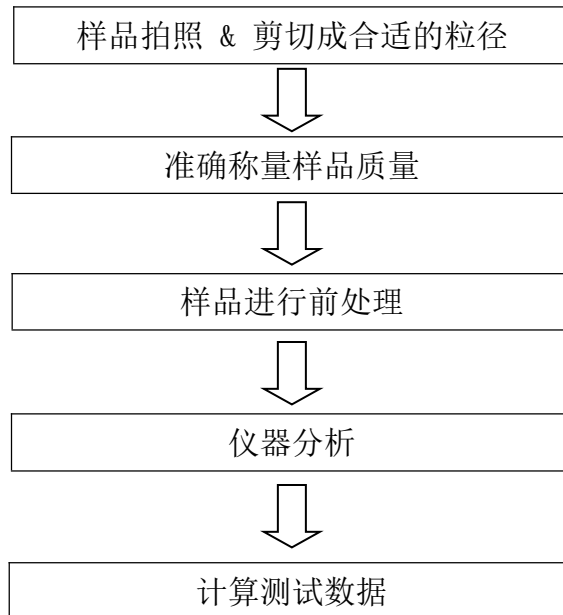 样品拍照 & 剪切成合适的粒径
准确称量样品质量
样品进行前处理
仪器分析
计算测试数据